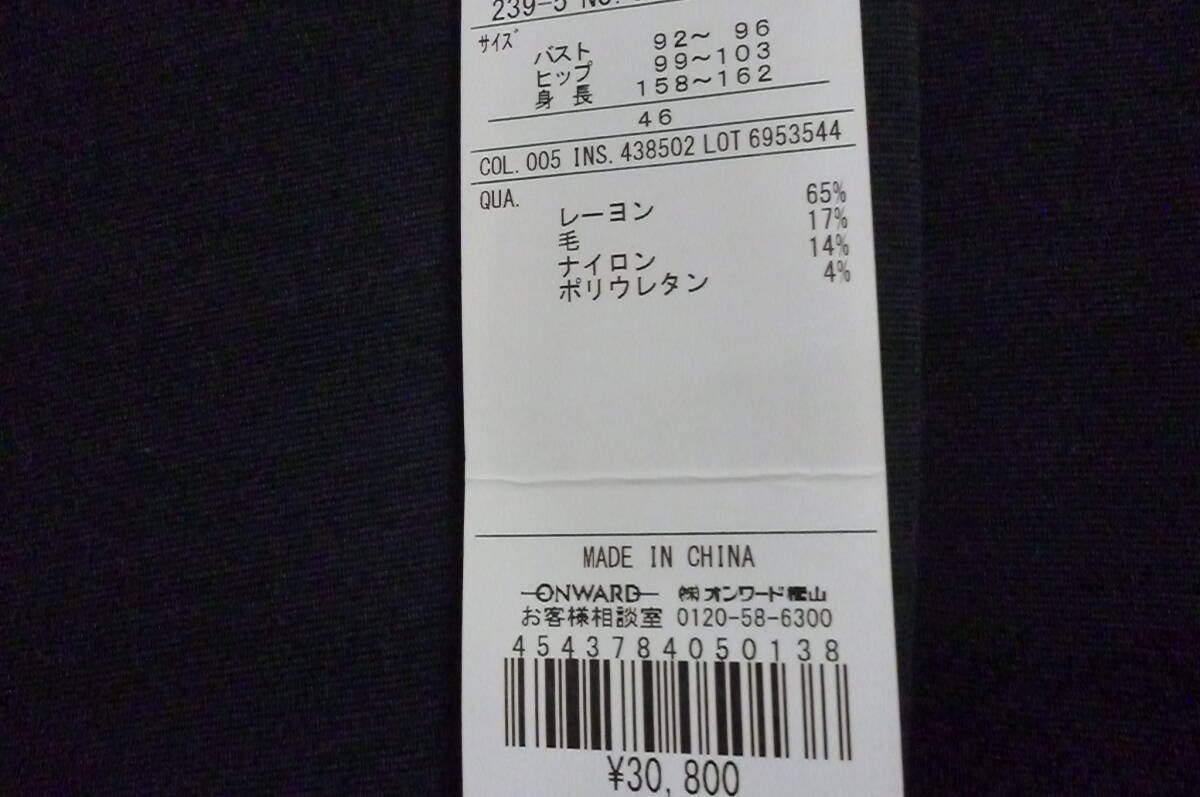 239-5 NO.
サイズ
バスト 92～ 96
ヒップ 99～103
身 長 158～162
46
COL. 005 INS. 438502 LOT 6953544
QUA.
レーヨン 65%
毛 17%
ナイロン 14%
ポリウレタン 4%
MADE IN CHINA
ONWARD ㈱オンワード樫山
お客様相談室 0120-58-6300
4543784050138
¥30,800